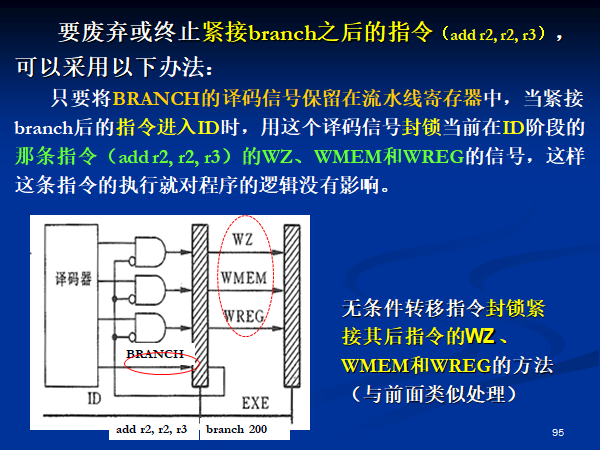 要废弃或终止紧接branch之后的指令（add r2, r2, r3），
可以采用以下办法：
只要将BRANCH的译码信号保留在流水线寄存器中，当紧接
branch后的指令进入ID时，用这个译码信号封锁当前在ID阶段的
那条指令（add r2, r2, r3）的WZ、WMEM和WREG的信号，这样
这条指令的执行就对程序的逻辑没有影响。
WZ
译码器
WMEM
WREG
BRANCH
ID
EXE
add r2, r2, r3
branch 200
无条件转移指令封锁紧
接其后指令的WZ 、
WMEM和WREG的方法
（与前面类似处理）
95